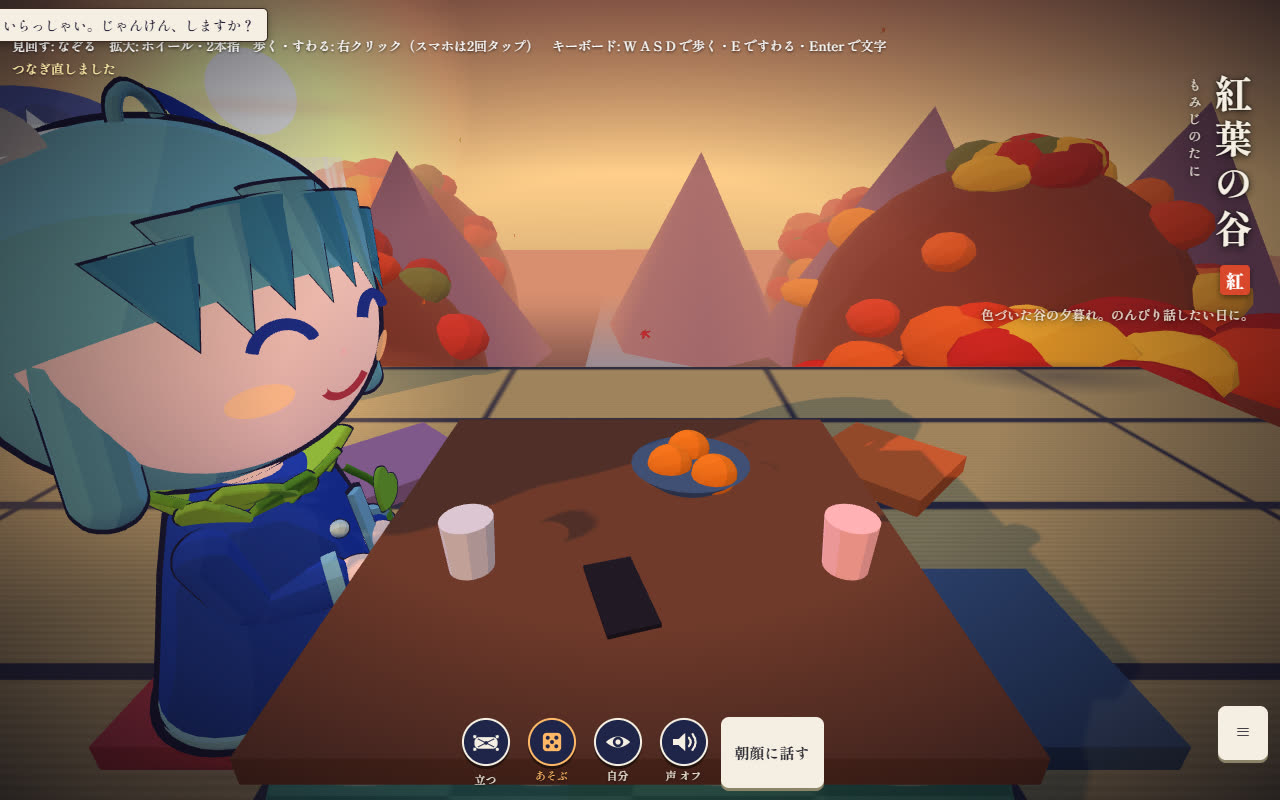 いらっしゃい。じゃんけん、しますか？
見回す: なぞる　拡大: ホイール・2本指　歩く・すわる: 右クリック（スマホは2回タップ）　キーボード: W A S D で歩く・E ですわる・Enter で文字
つなぎ直しました
紅葉の谷
もみじのたに
紅
色づいた谷の夕暮れ。のんびり話したい日に。
立つ
あそぶ
自分
声 オフ
朝顔に話す